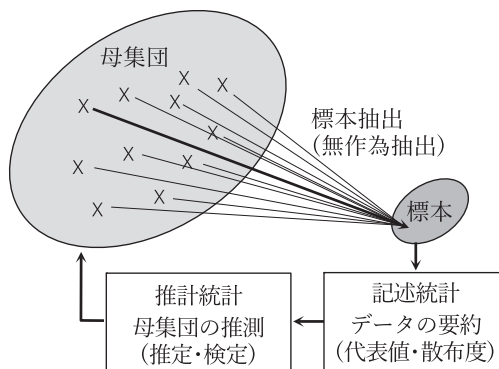 母集団
X
X
X
X
X
X
X
X
X
X
X
標本抽出
(無作為抽出)
標本
推計統計
母集団の推測
(推定・検定)
記述統計
データの要約
(代表値・散布度)